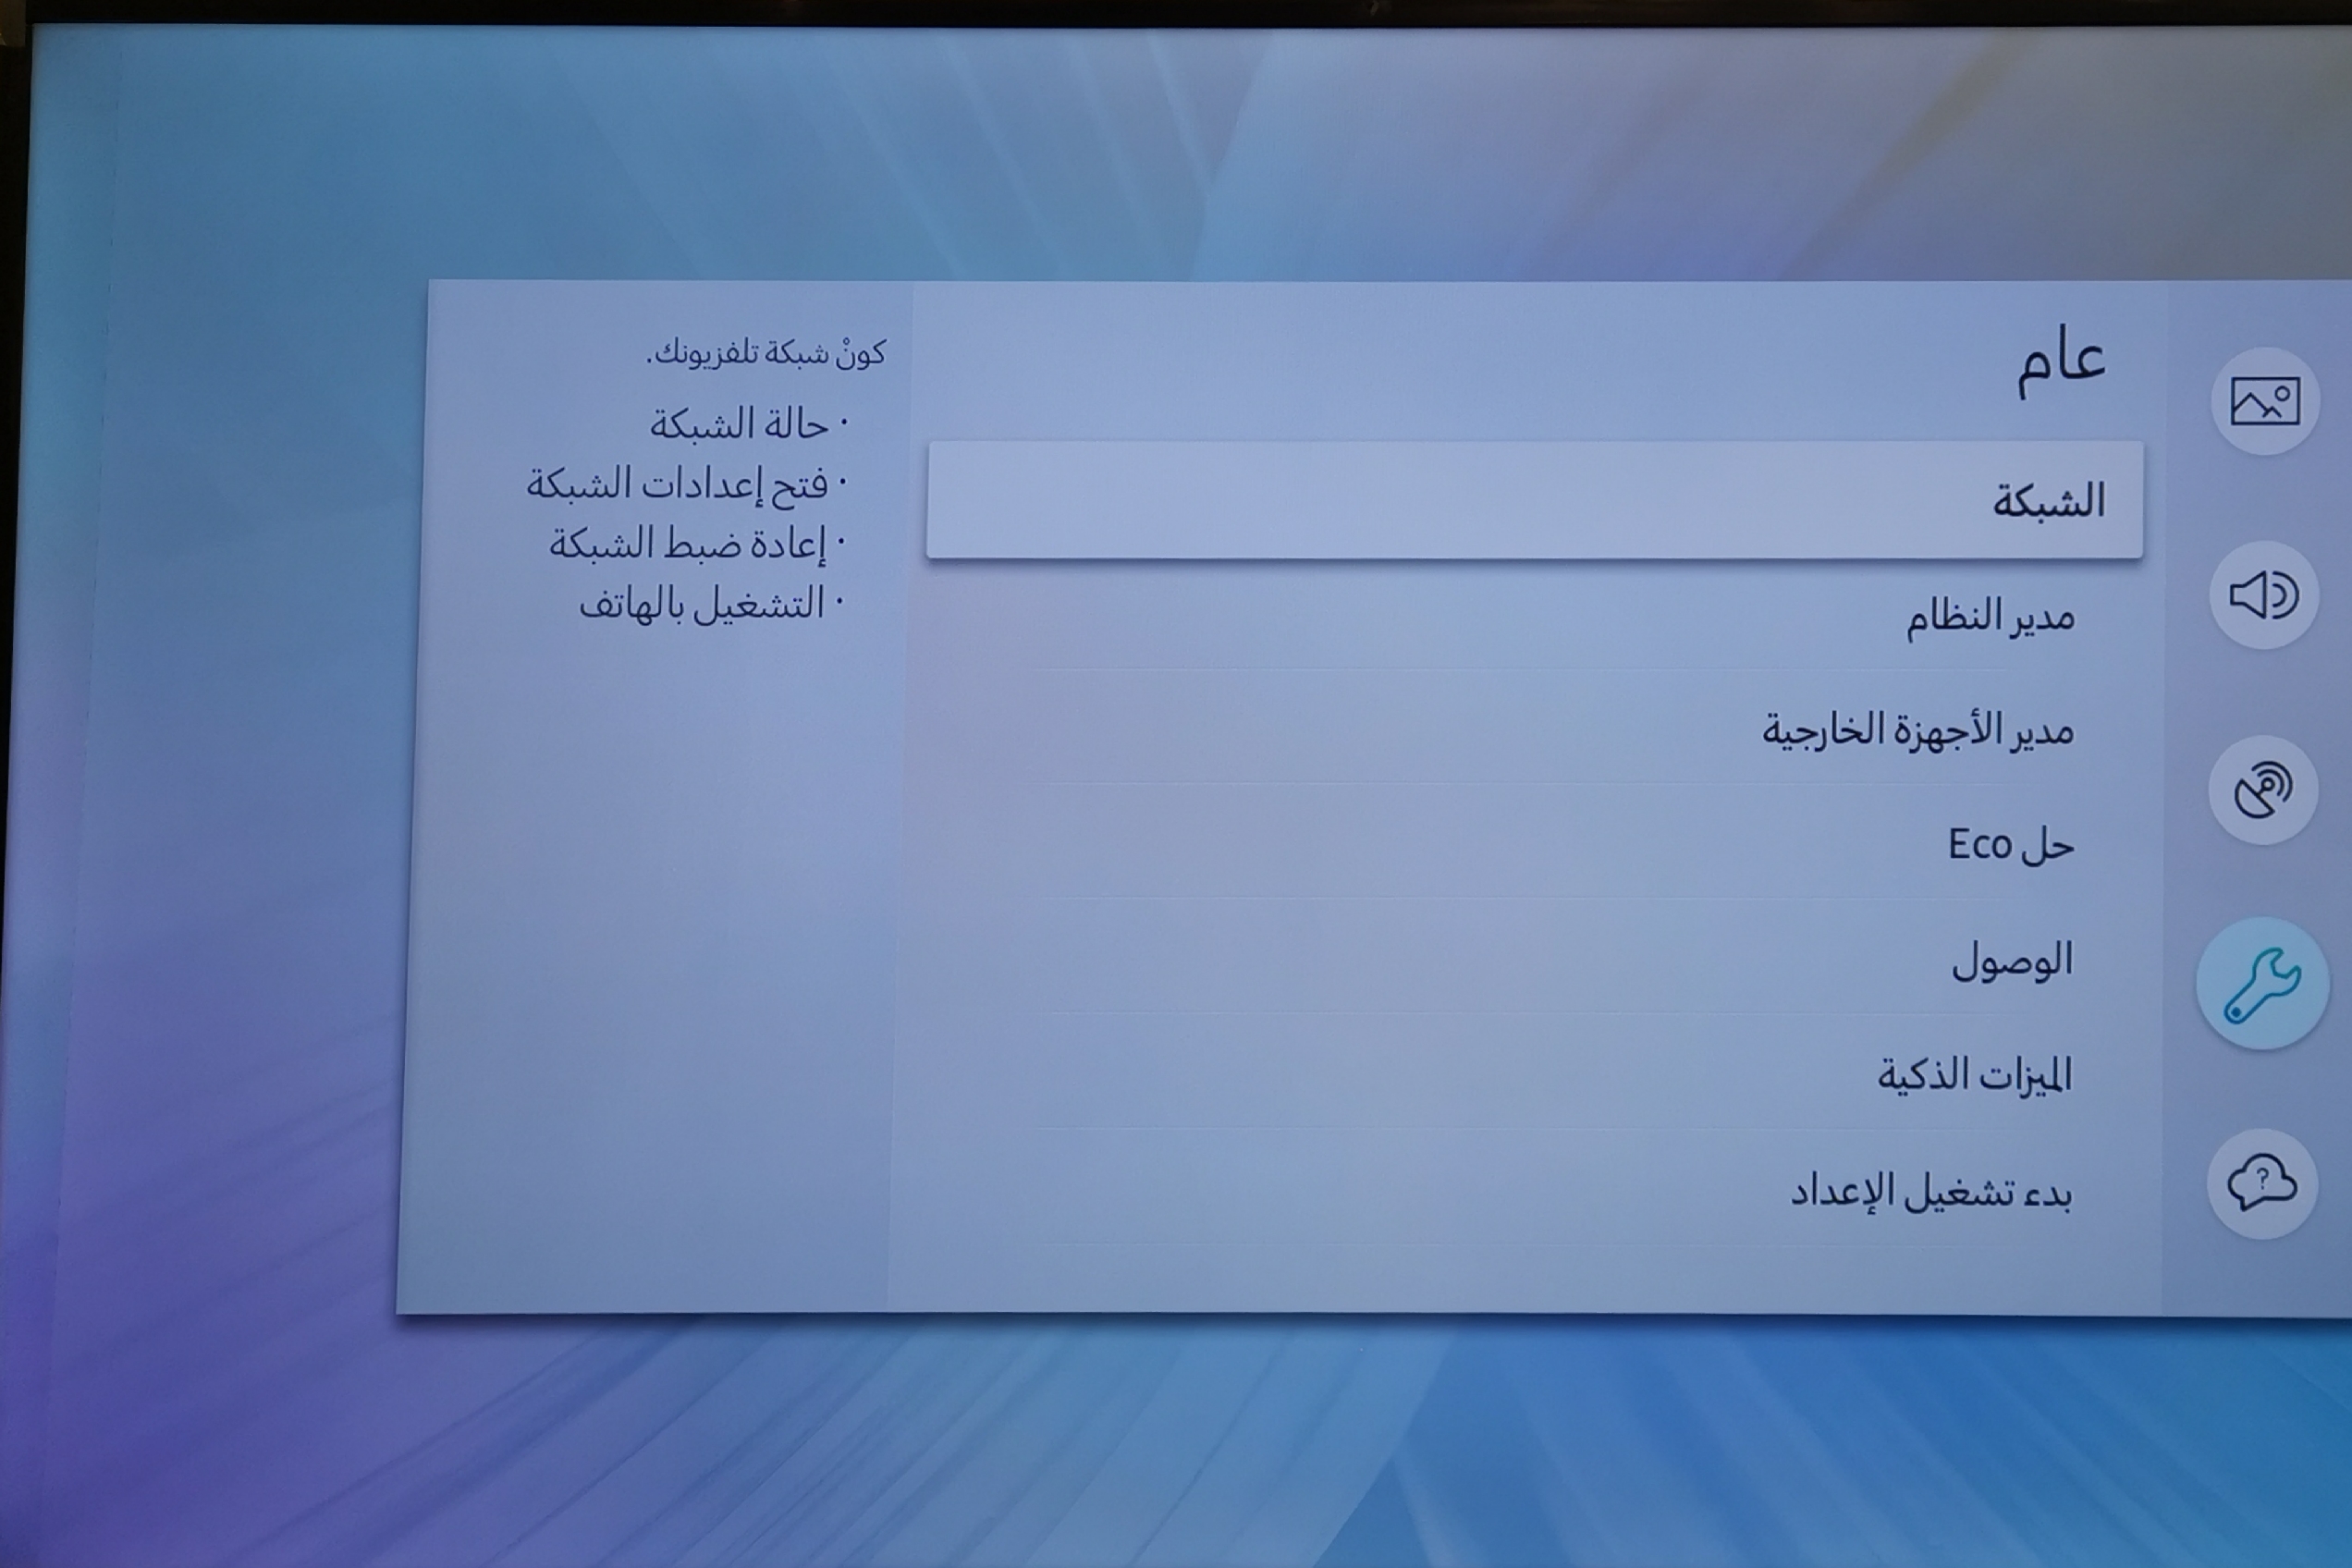 عام
الشبكة
مدير النظام
مدير الأجهزة الخارجية
حل Eco
الوصول
الميزات الذكية
بدء تشغيل الإعداد
كونْ شبكة تلفزيونك.
· حالة الشبكة
· فتح إعدادات الشبكة
· إعادة ضبط الشبكة
· التشغيل بالهاتف
?